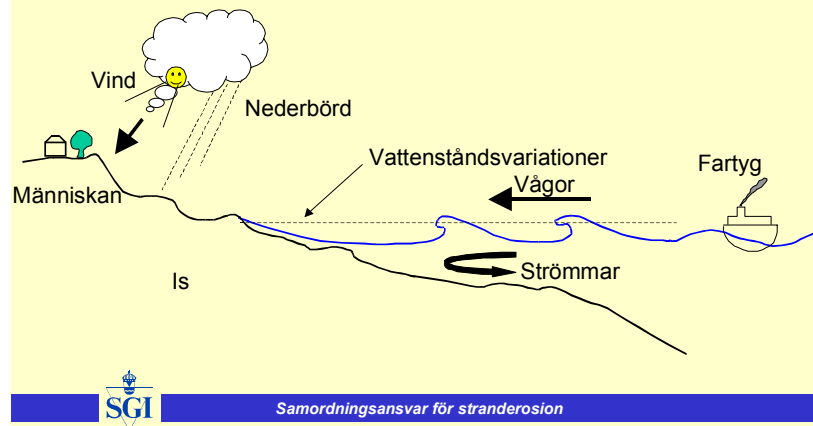 Vind
Nederbörd
Vattenståndsvariationer
Fartyg
Vågor
Människan
Strömmar
Is
SGI
Samordningsansvar för stranderosion